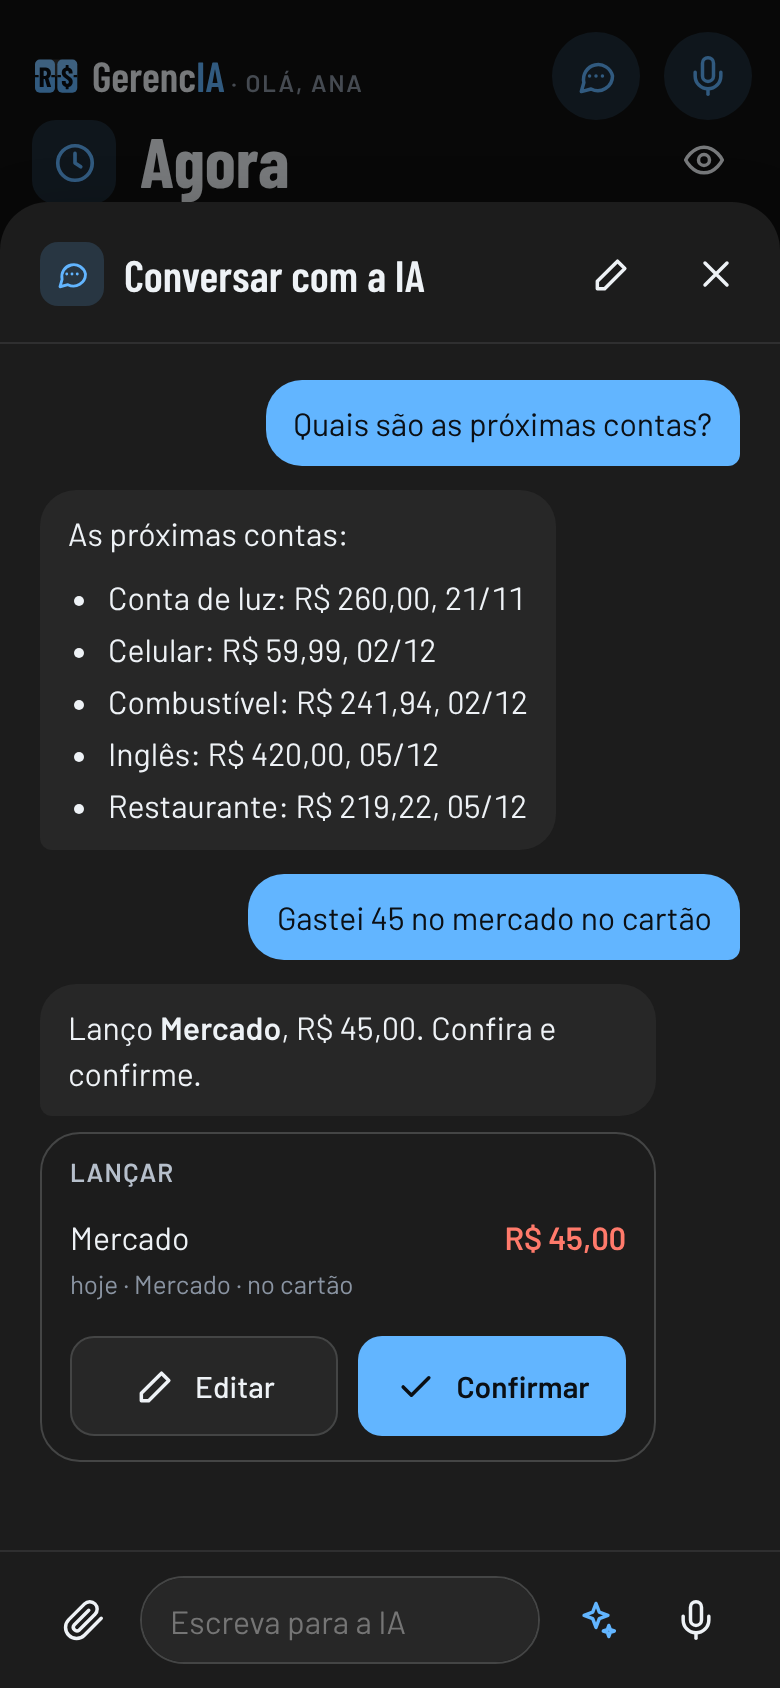 R$ GerencIA · OLÁ, ANA
Agora
Conversar com a IA
Quais são as próximas contas?
As próximas contas:
• Conta de luz: R$ 260,00, 21/11
• Celular: R$ 59,99, 02/12
• Combustível: R$ 241,94, 02/12
• Inglês: R$ 420,00, 05/12
• Restaurante: R$ 219,22, 05/12
Gastei 45 no mercado no cartão
Lanço Mercado, R$ 45,00. Confira e
confirme.
LANÇAR
Mercado R$ 45,00
hoje · Mercado · no cartão
Editar Confirmar
Escreva para a IA